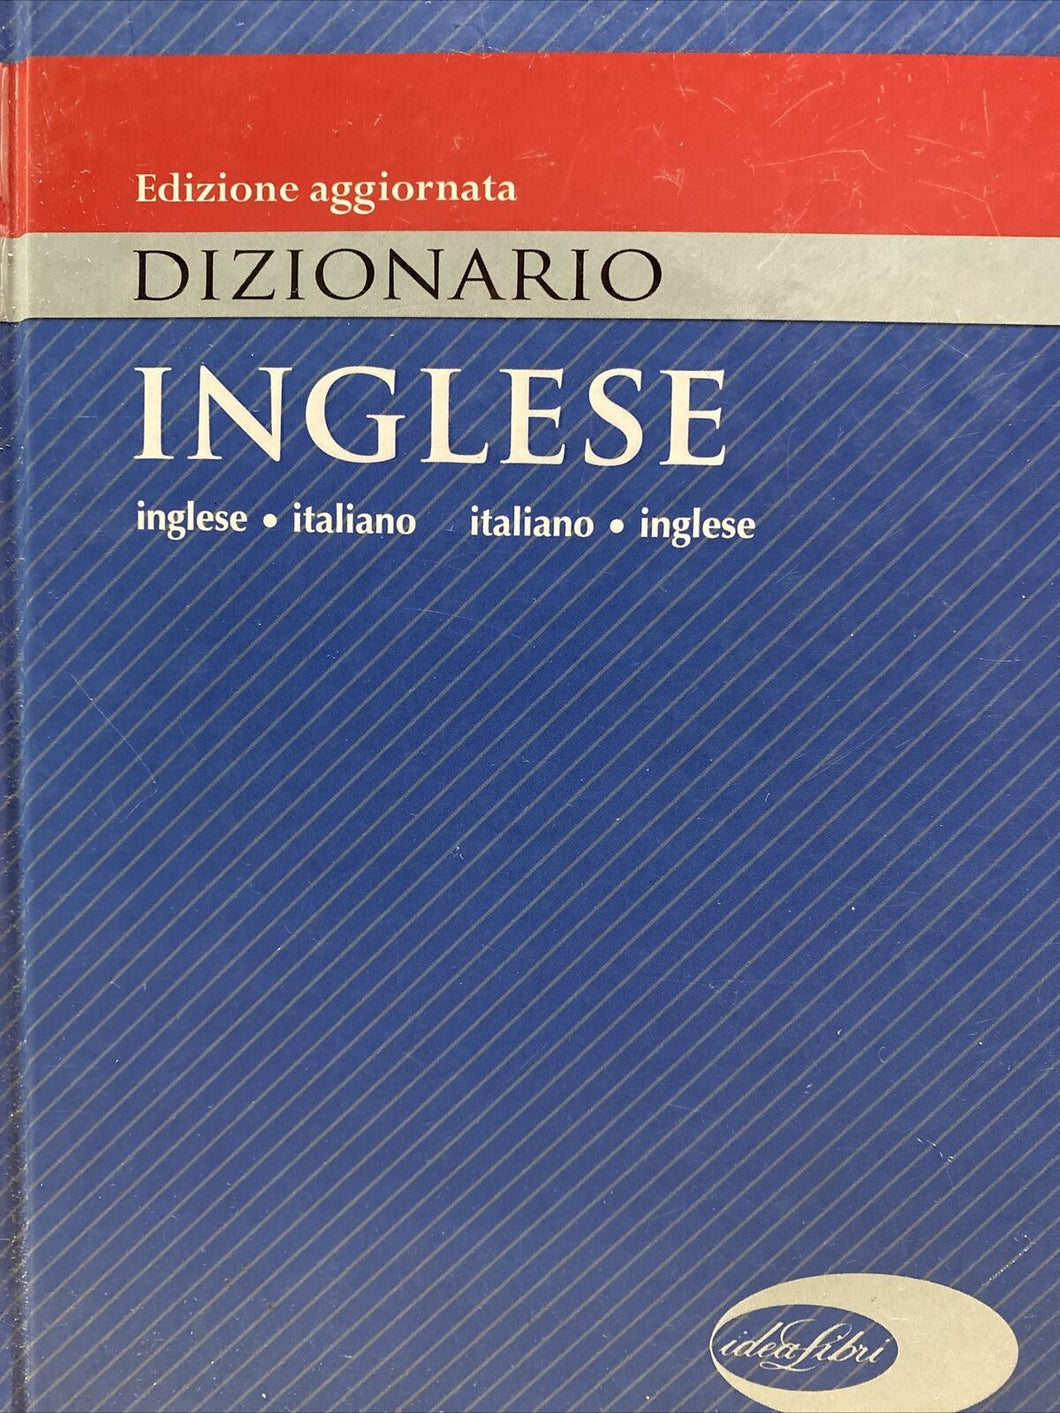 Edizione aggiornata
DIZIONARIO
INGLESE
inglese • italiano italiano • inglese
ideaLibri